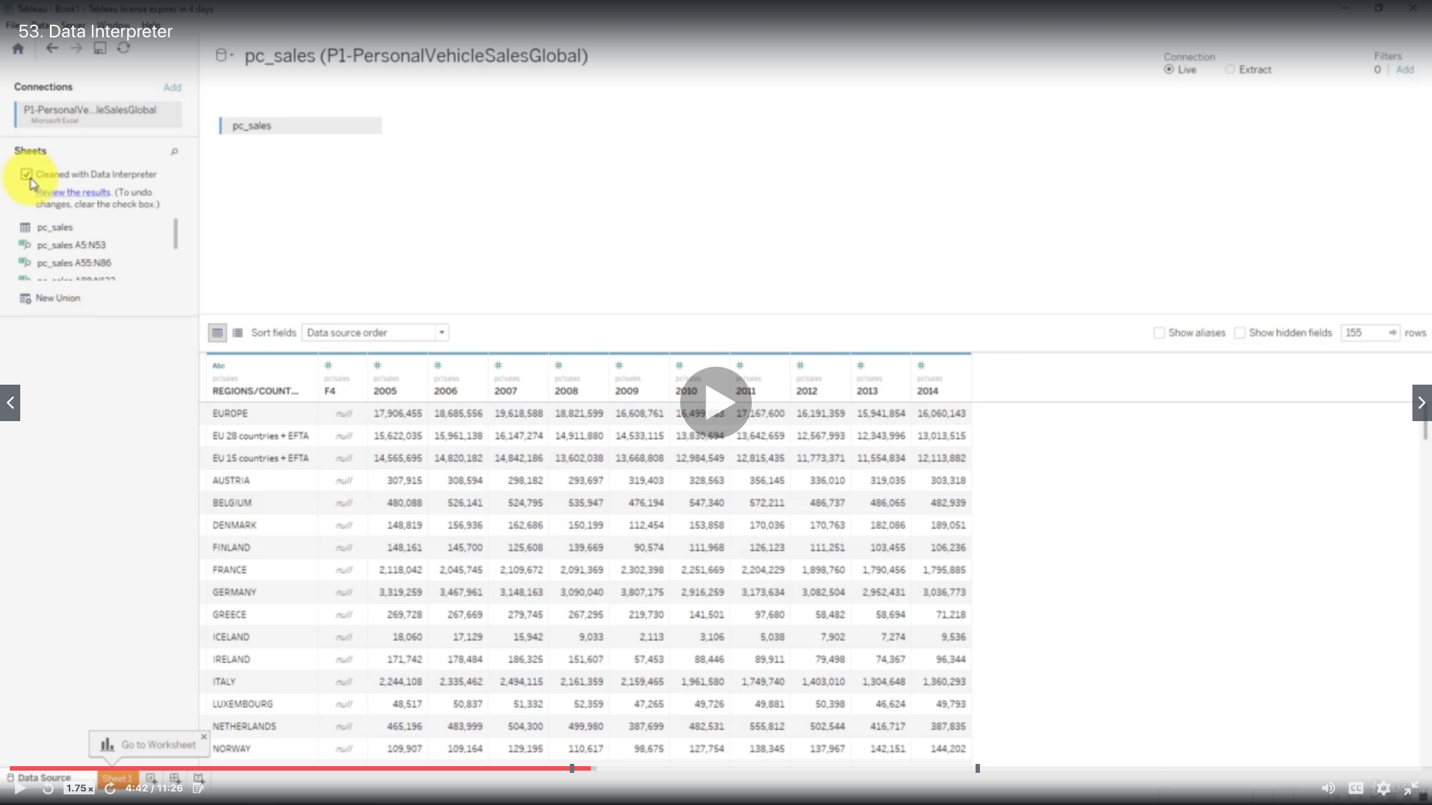 Tableau - Book1 - Tableau license expires in 4 days
File Data Server Window Help
53. Data Interpreter
pc_sales (P1-PersonalVehicleSalesGlobal)
Connection
Live Extract
Filters
0 Add
Connections Add
P1-PersonalVe...leSalesGlobal
Microsoft Excel
pc_sales
Sheets
Cleaned with Data Interpreter
Review the results. (To undo
changes, clear the check box.)
pc_sales
pc_sales A5:N53
pc_sales A55:N86
New Union
Sort fields Data source order Show aliases Show hidden fields 155 rows
Abc # # # # # # # # # # #
REGIONS/COUNT... F4 2005 2006 2007 2008 2009 2010 2011 2012 2013 2014
EUROPE null 17,906,455 18,685,556 19,618,588 18,821,599 16,608,761 17,167,600 16,191,359 15,941,854 16,060,143
EU 28 countries + EFTA null 15,622,035 15,961,138 16,147,274 14,911,880 14,533,115 13,830,694 13,642,659 12,567,993 12,343,996 13,013,515
EU 15 countries + EFTA null 14,565,695 14,820,182 14,842,186 13,602,038 13,668,808 12,984,549 12,815,435 11,773,371 11,554,834 12,113,882
AUSTRIA null 307,915 308,594 298,182 293,697 319,403 328,563 356,145 336,010 319,035 303,318
BELGIUM null 480,088 526,141 524,795 535,947 476,194 547,340 572,211 486,737 486,065 482,939
DENMARK null 148,819 156,936 162,686 150,199 112,454 153,858 170,036 170,763 182,086 189,051
FINLAND null 148,161 145,700 125,608 139,669 90,574 111,968 126,123 111,251 103,455 106,236
FRANCE null 2,118,042 2,045,745 2,109,672 2,091,369 2,302,398 2,251,669 2,204,229 1,898,760 1,790,456 1,795,885
GERMANY null 3,319,259 3,467,961 3,148,163 3,090,040 3,807,175 2,916,259 3,173,634 3,082,504 2,952,431 3,036,773
GREECE null 269,728 267,669 279,745 267,295 219,730 141,501 97,680 58,482 58,694 71,218
ICELAND null 18,060 17,129 15,942 9,033 2,113 3,106 5,038 7,902 7,274 9,536
IRELAND null 171,742 178,484 186,325 151,607 57,453 88,446 89,911 79,498 74,367 96,344
ITALY null 2,244,108 2,335,462 2,494,115 2,161,359 2,159,465 1,961,580 1,749,740 1,403,010 1,304,648 1,360,293
LUXEMBOURG null 48,517 50,837 51,332 52,359 47,265 49,726 49,881 50,398 46,624 49,793
NETHERLANDS null 465,196 483,999 504,300 499,980 387,699 482,531 555,812 502,544 416,717 387,835
NORWAY null 109,907 109,164 129,195 110,617 98,675 127,754 138,345 137,967 142,151 144,202
Go to Worksheet
Data Source Sheet 1
1.75x 4:42 / 11:26 CC